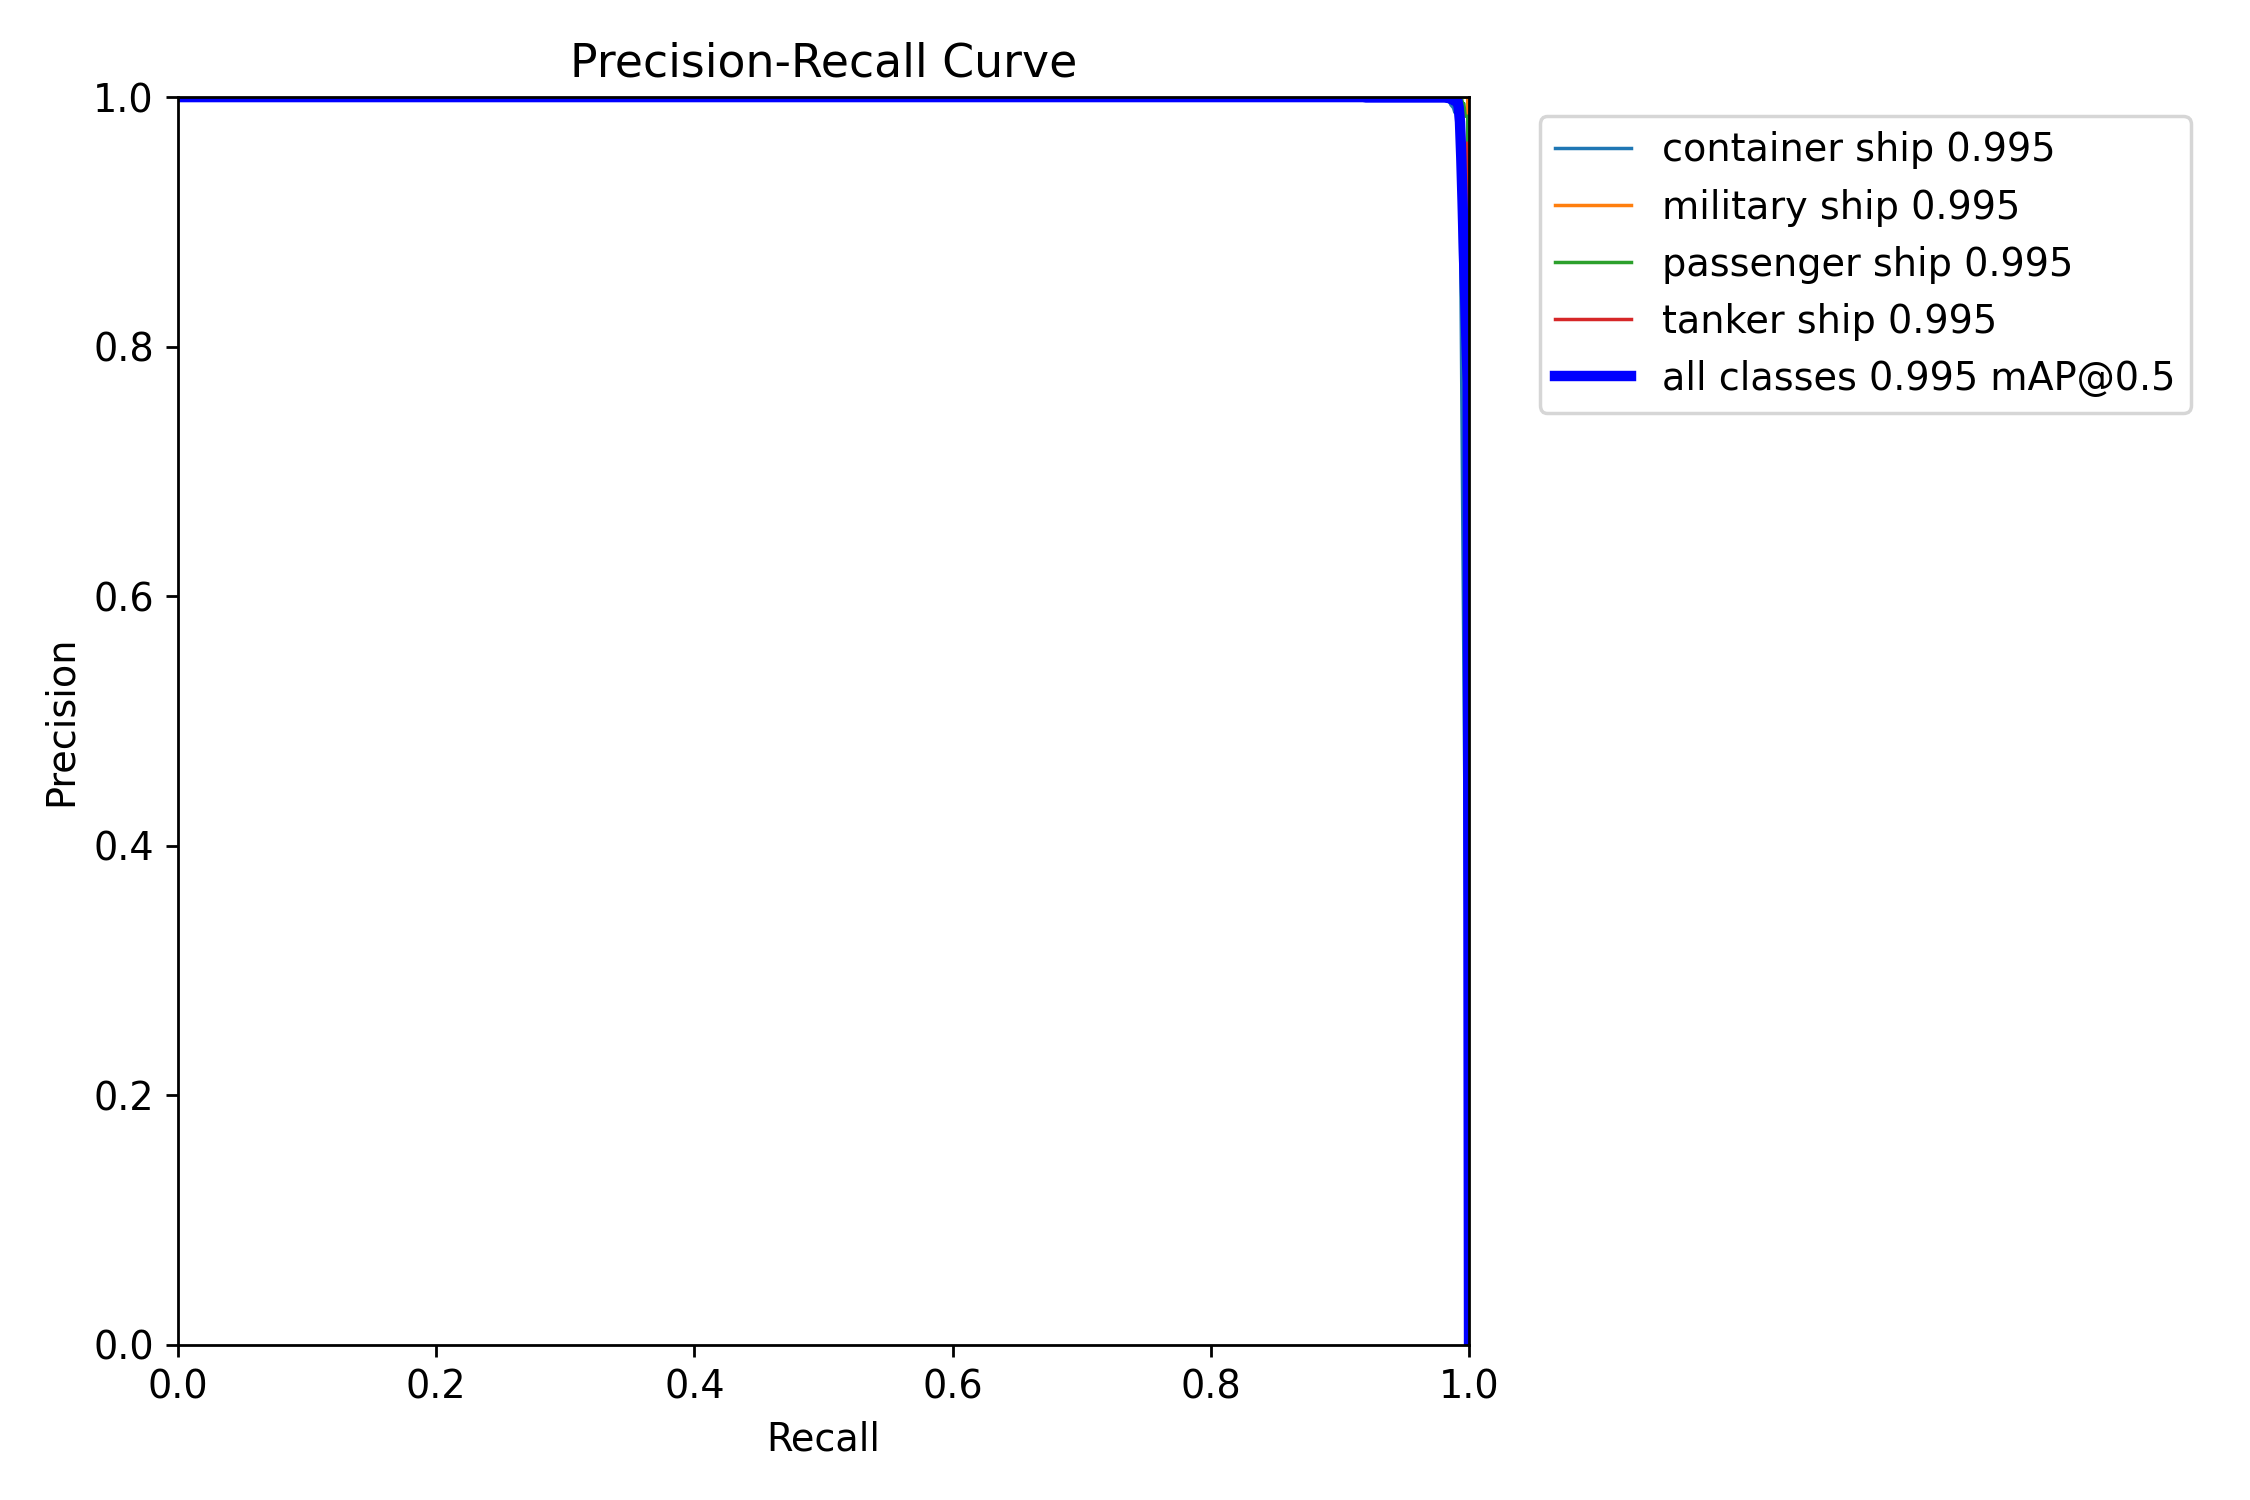 Precision-Recall Curve
1.0
0.8
0.6
0.4
0.2
0.0
Precision
0.0 0.2 0.4 0.6 0.8 1.0
Recall
container ship 0.995
military ship 0.995
passenger ship 0.995
tanker ship 0.995
all classes 0.995 mAP@0.5